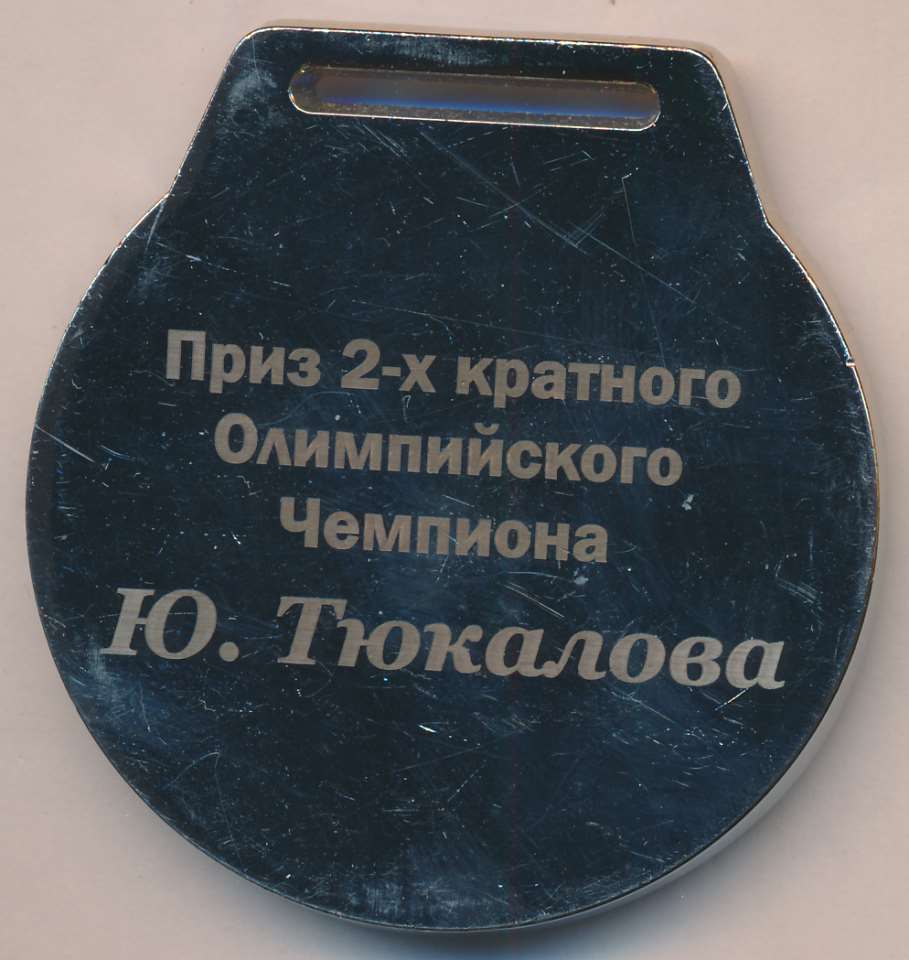 Приз 2-х кратного
Олимпийского
Чемпиона
Ю. Тюкалова